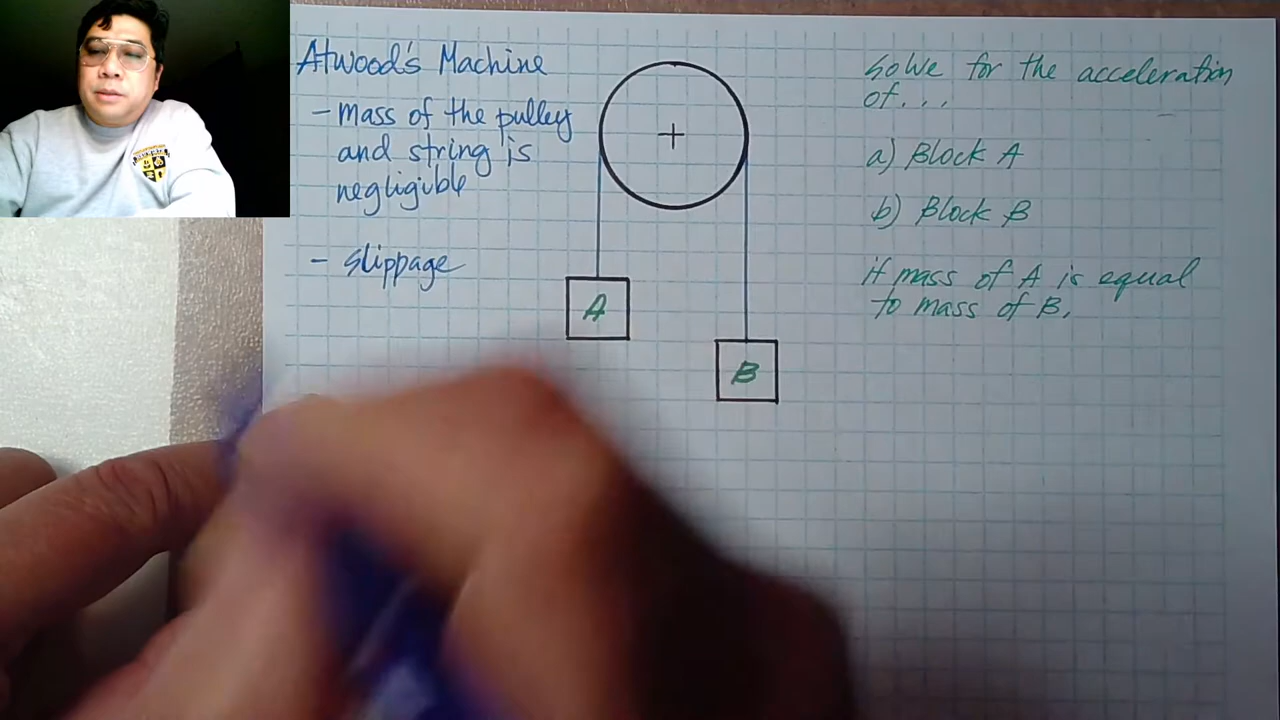 Atwood's Machine
- mass of the pulley
and string is
negligible
- slippage
A
B
Solve for the acceleration
of...
a) Block A
b) Block B
if mass of A is equal
to mass of B.